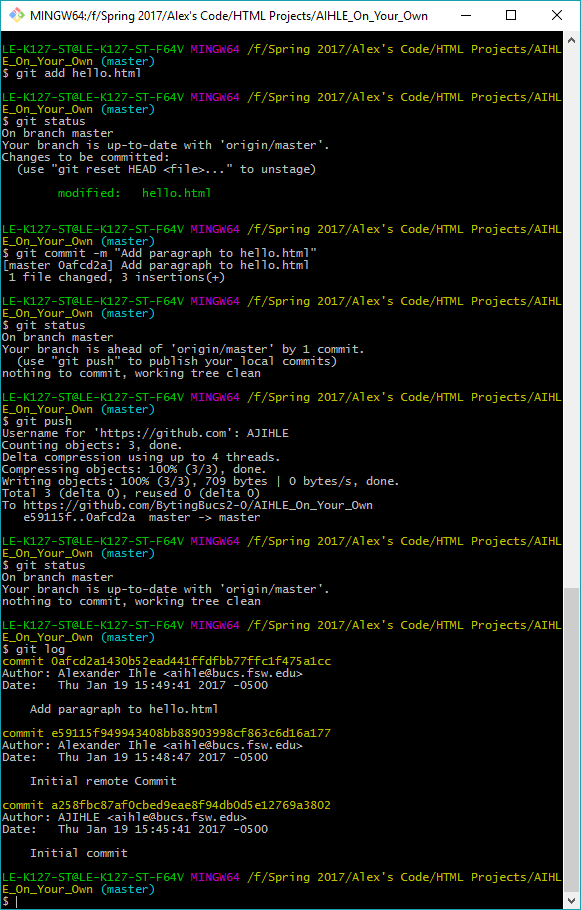 MINGW64:/f/Spring 2017/Alex's Code/HTML Projects/AIHLE_On_Your_Own
LE-K127-ST@LE-K127-ST-F64V MINGW64 /f/Spring 2017/Alex's Code/HTML Projects/AIHL
E_On_Your_Own (master)
$ git add hello.html
LE-K127-ST@LE-K127-ST-F64V MINGW64 /f/Spring 2017/Alex's Code/HTML Projects/AIHL
E_On_Your_Own (master)
$ git status
On branch master
Your branch is up-to-date with 'origin/master'.
Changes to be committed:
  (use "git reset HEAD <file>..." to unstage)
        modified:   hello.html
LE-K127-ST@LE-K127-ST-F64V MINGW64 /f/Spring 2017/Alex's Code/HTML Projects/AIHL
E_On_Your_Own (master)
$ git commit -m "Add paragraph to hello.html"
[master 0afcd2a] Add paragraph to hello.html
 1 file changed, 3 insertions(+)
LE-K127-ST@LE-K127-ST-F64V MINGW64 /f/Spring 2017/Alex's Code/HTML Projects/AIHL
E_On_Your_Own (master)
$ git status
On branch master
Your branch is ahead of 'origin/master' by 1 commit.
  (use "git push" to publish your local commits)
nothing to commit, working tree clean
LE-K127-ST@LE-K127-ST-F64V MINGW64 /f/Spring 2017/Alex's Code/HTML Projects/AIHL
E_On_Your_Own (master)
$ git push
Username for 'https://github.com': AJIHLE
Counting objects: 3, done.
Delta compression using up to 4 threads.
Compressing objects: 100% (3/3), done.
Writing objects: 100% (3/3), 709 bytes | 0 bytes/s, done.
Total 3 (delta 0), reused 0 (delta 0)
To https://github.com/BytingBucs2-0/AIHLE_On_Your_Own
   e59115f..0afcd2a  master -> master
LE-K127-ST@LE-K127-ST-F64V MINGW64 /f/Spring 2017/Alex's Code/HTML Projects/AIHL
E_On_Your_Own (master)
$ git status
On branch master
Your branch is up-to-date with 'origin/master'.
nothing to commit, working tree clean
LE-K127-ST@LE-K127-ST-F64V MINGW64 /f/Spring 2017/Alex's Code/HTML Projects/AIHL
E_On_Your_Own (master)
$ git log
commit 0afcd2a1430b52ead441ffdfbb77ffc1f475a1cc
Author: Alexander Ihle <aihle@bucs.fsw.edu>
Date:   Thu Jan 19 15:49:41 2017 -0500
    Add paragraph to hello.html
commit e59115f949943408bb88903998cf863c6d16a177
Author: Alexander Ihle <aihle@bucs.fsw.edu>
Date:   Thu Jan 19 15:48:47 2017 -0500
    Initial remote Commit
commit a258fbc87af0cbed9eae8f94db0d5e12769a3802
Author: AJIHLE <aihle@bucs.fsw.edu>
Date:   Thu Jan 19 15:45:41 2017 -0500
    Initial commit
LE-K127-ST@LE-K127-ST-F64V MINGW64 /f/Spring 2017/Alex's Code/HTML Projects/AIHL
E_On_Your_Own (master)
$